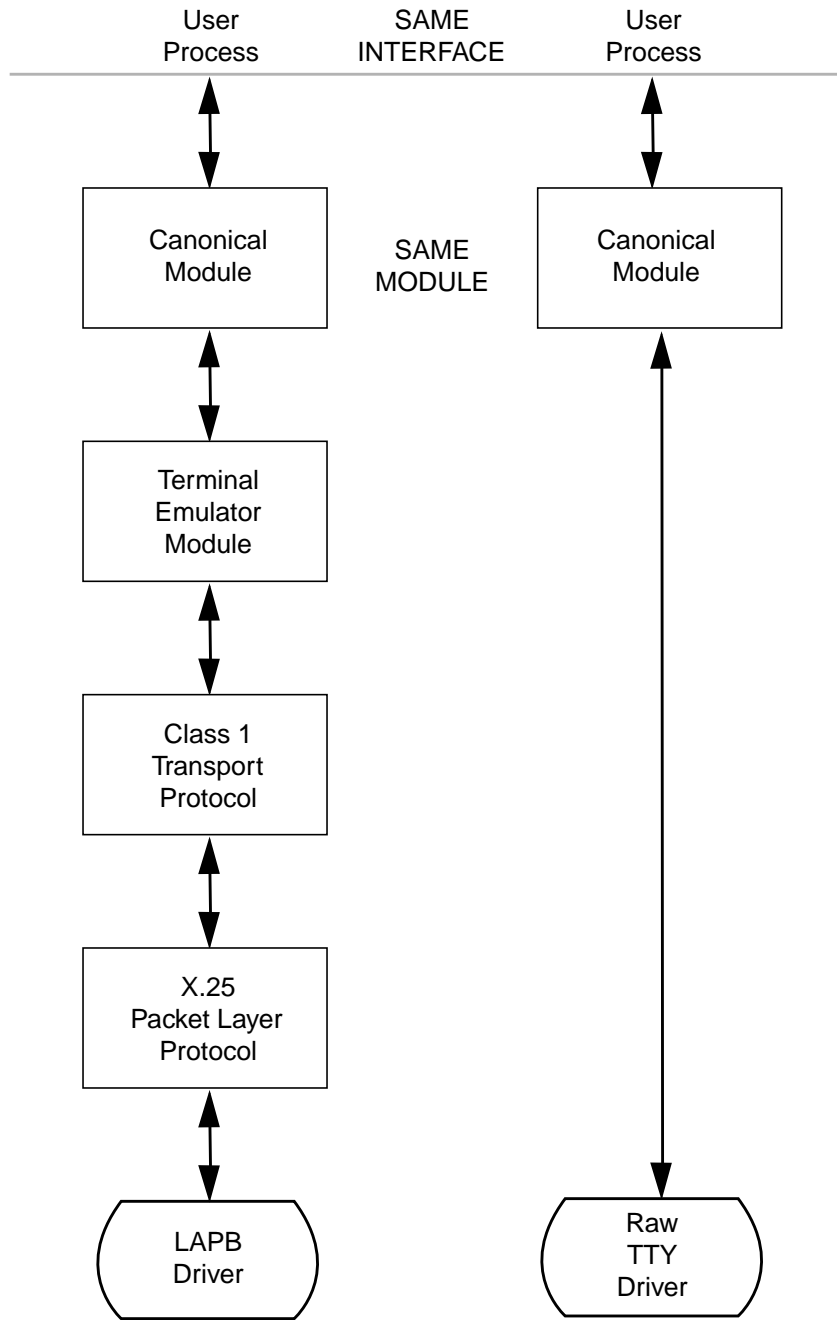 User
Process
SAME
INTERFACE
User
Process
Canonical
Module
SAME
MODULE
Canonical
Module
Terminal
Emulator
Module
Class 1
Transport
Protocol
X.25
Packet Layer
Protocol
LAPB
Driver
Raw
TTY
Driver